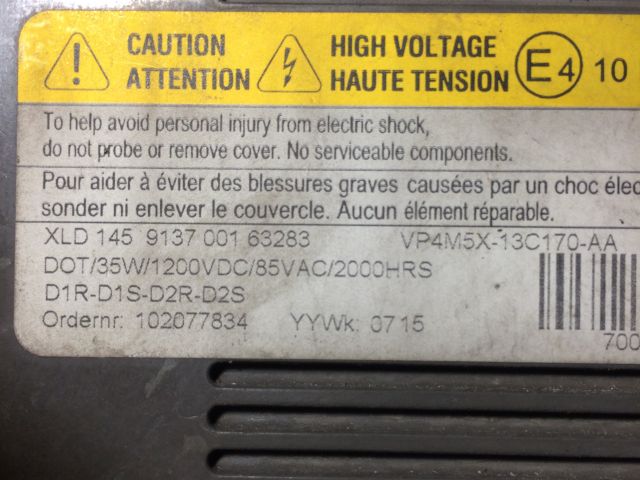 CAUTION
ATTENTION
HIGH VOLTAGE
HAUTE TENSION
E4 10
To help avoid personal injury from electric shock,
do not probe or remove cover. No serviceable components.
Pour aider à éviter des blessures graves causées par un choc élec
sonder ni enlever le couvercle. Aucun élément réparable.
XLD 145 9137 001 63283 VP4M5X-13C170-AA
DOT/35W/1200VDC/85VAC/2000HRS
D1R-D1S-D2R-D2S
Ordernr: 102077834 YYWk: 0715
700